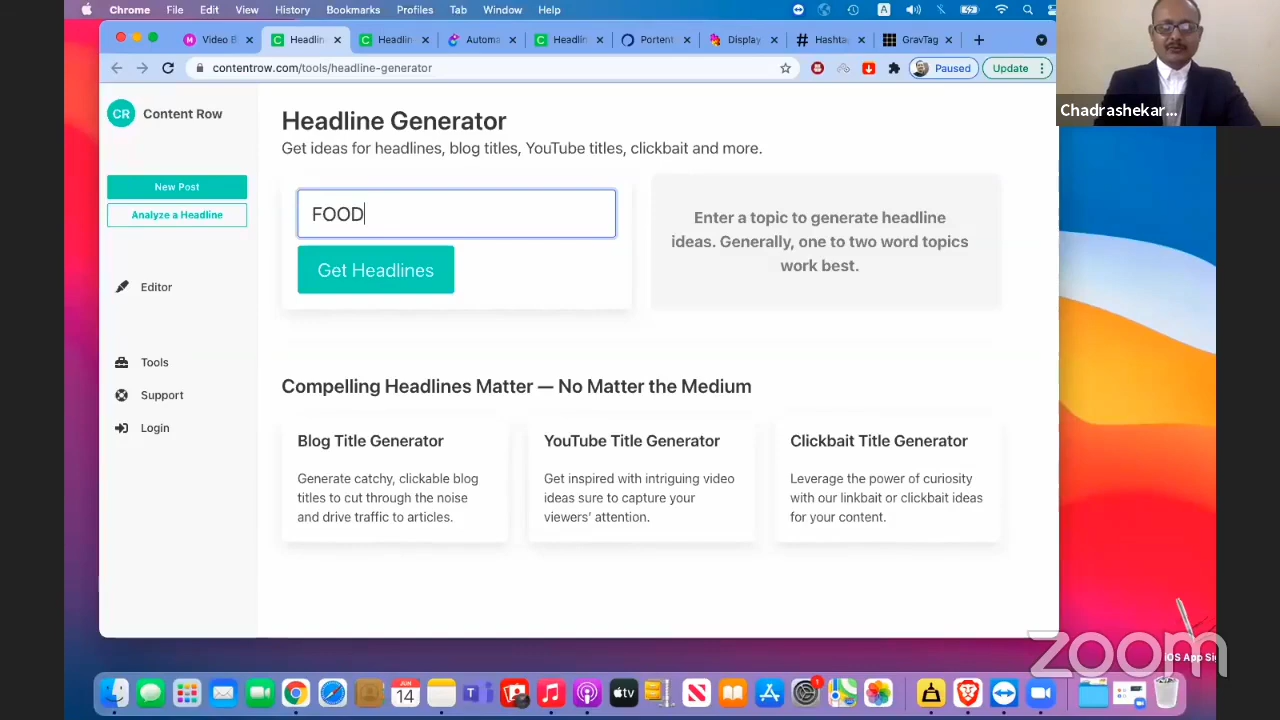 Chrome File Edit View History Bookmarks Profiles Tab Window Help
Video B
Headlin
Headlin
Automa
Headlin
Portent
Display
Hashta
GravTag
contentrow.com/tools/headline-generator
Paused
Update
Chadrashekar...
CR Content Row
New Post
Analyze a Headline
Editor
Tools
Support
Login
Headline Generator
Get ideas for headlines, blog titles, YouTube titles, clickbait and more.
FOOD
Get Headlines
Enter a topic to generate headline
ideas. Generally, one to two word topics
work best.
Compelling Headlines Matter — No Matter the Medium
Blog Title Generator
Generate catchy, clickable blog
titles to cut through the noise
and drive traffic to articles.
YouTube Title Generator
Get inspired with intriguing video
ideas sure to capture your
viewers’ attention.
Clickbait Title Generator
Leverage the power of curiosity
with our linkbait or clickbait ideas
for your content.
zoom
iOS App Sig
JUN
14
tv